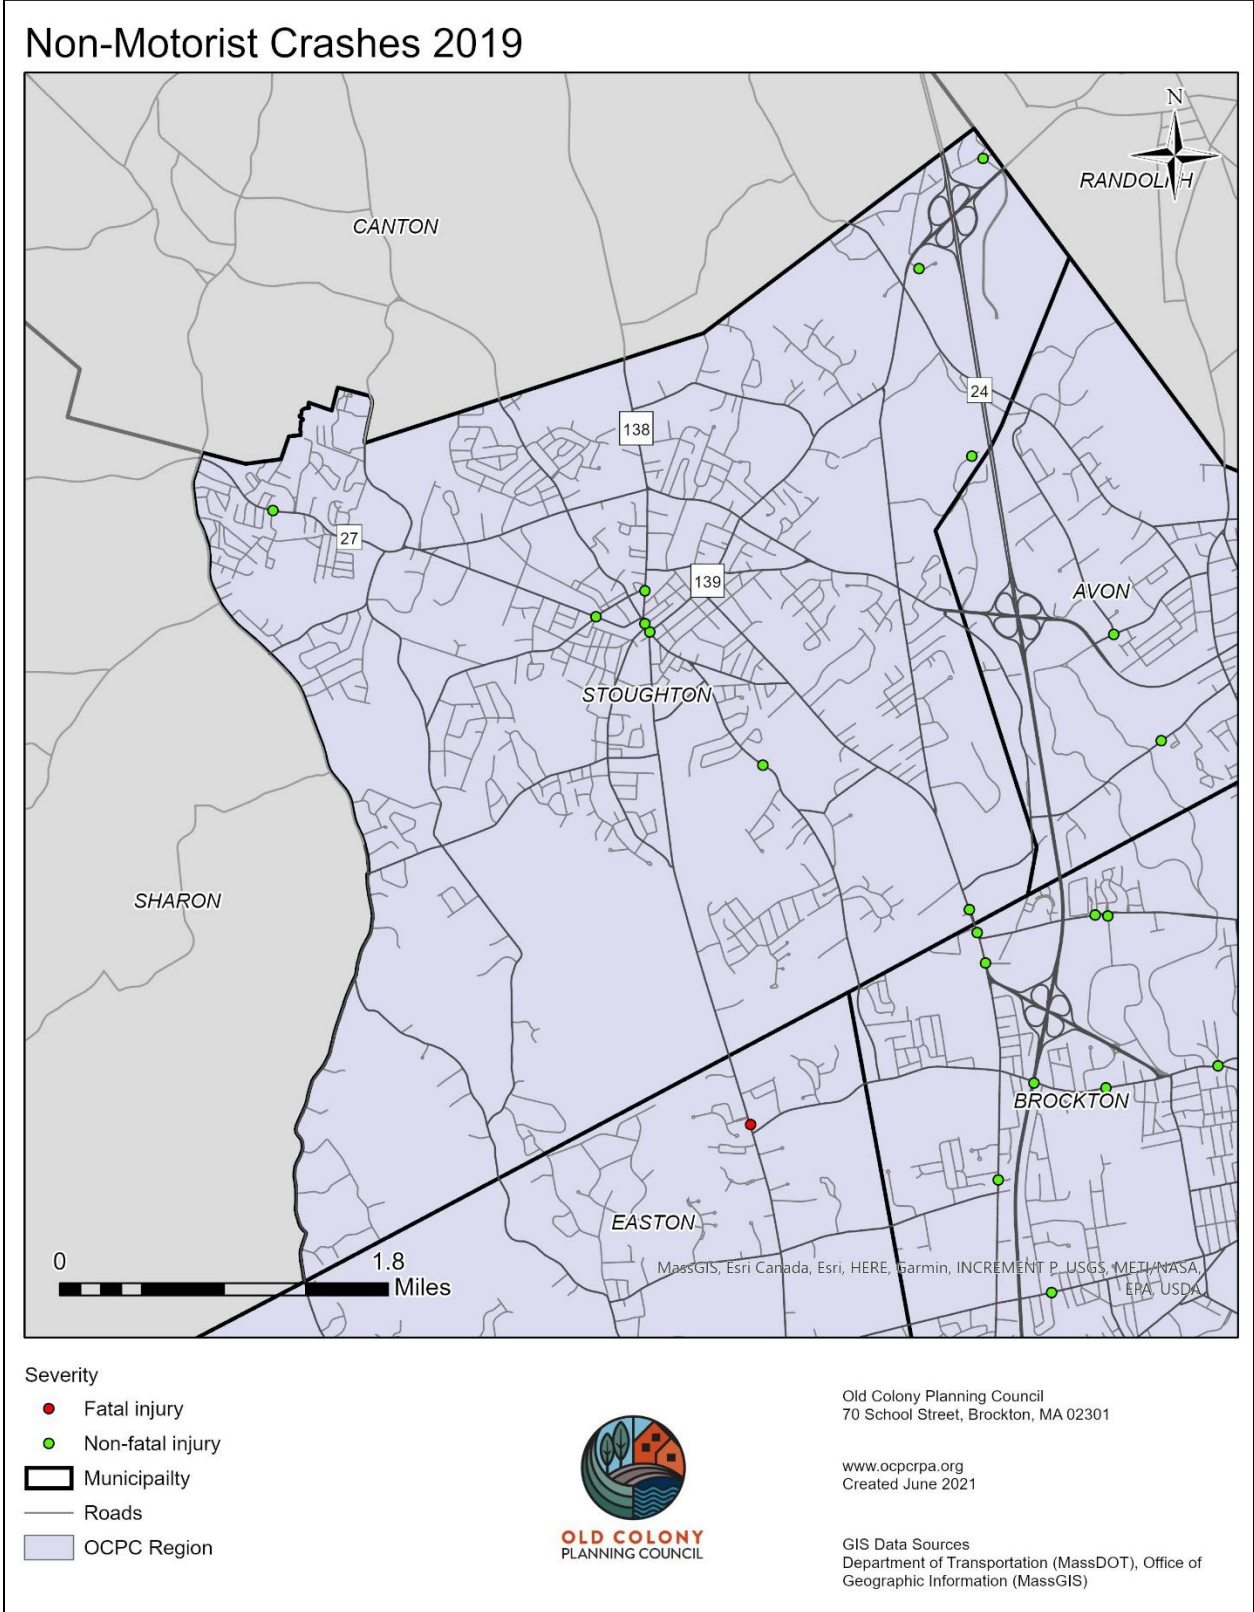 Non-Motorist Crashes 2019
N
RANDOLPH
CANTON
24
138
27
139
AVON
STOUGHTON
SHARON
BROCKTON
EASTON
0 1.8
Miles
MassGIS, Esri Canada, Esri, HERE, Garmin, INCREMENT P, USGS, METI/NASA,
EPA, USDA
Severity
Fatal injury
Non-fatal injury
Municipailty
Roads
OCPC Region
OLD COLONY
PLANNING COUNCIL
Old Colony Planning Council
70 School Street, Brockton, MA 02301
www.ocpcrpa.org
Created June 2021
GIS Data Sources
Department of Transportation (MassDOT), Office of
Geographic Information (MassGIS)